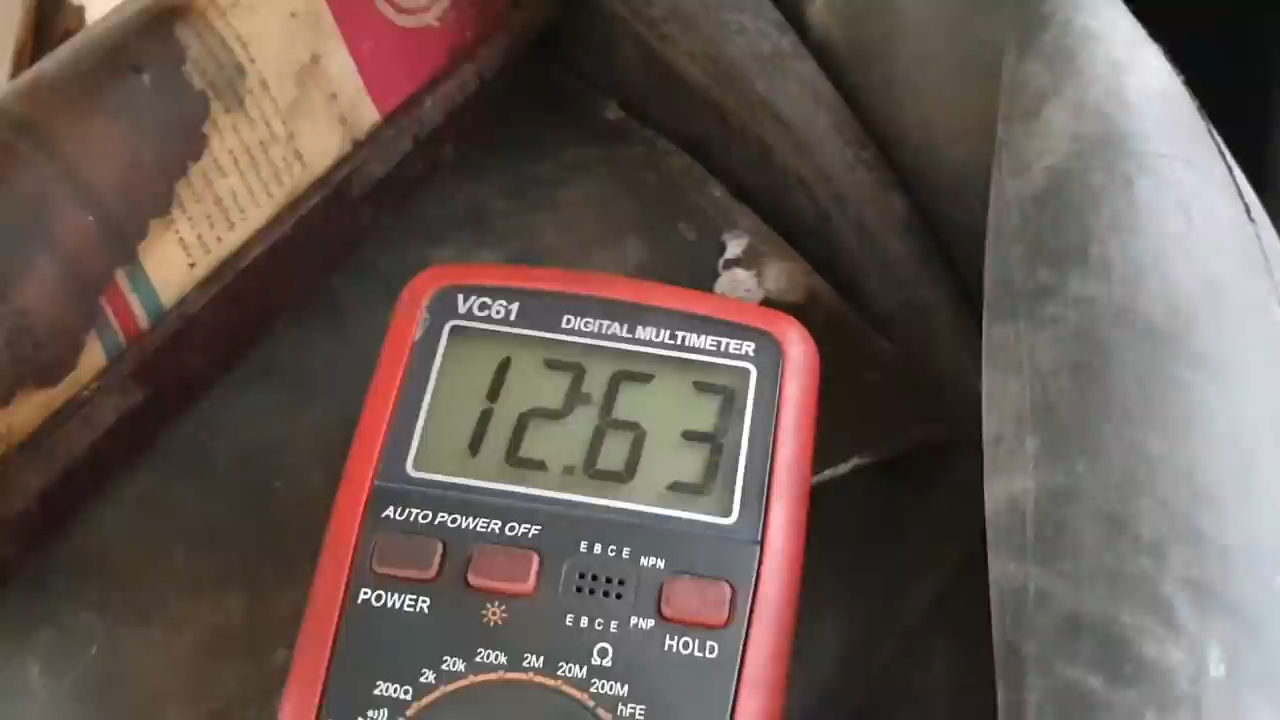 VC61
DIGITAL MULTIMETER
12.63
AUTO POWER OFF
E B C E NPN
POWER
E B C E PNP
HOLD
Ω
200Ω 2k 20k 200k 2M 20M 200M hFE